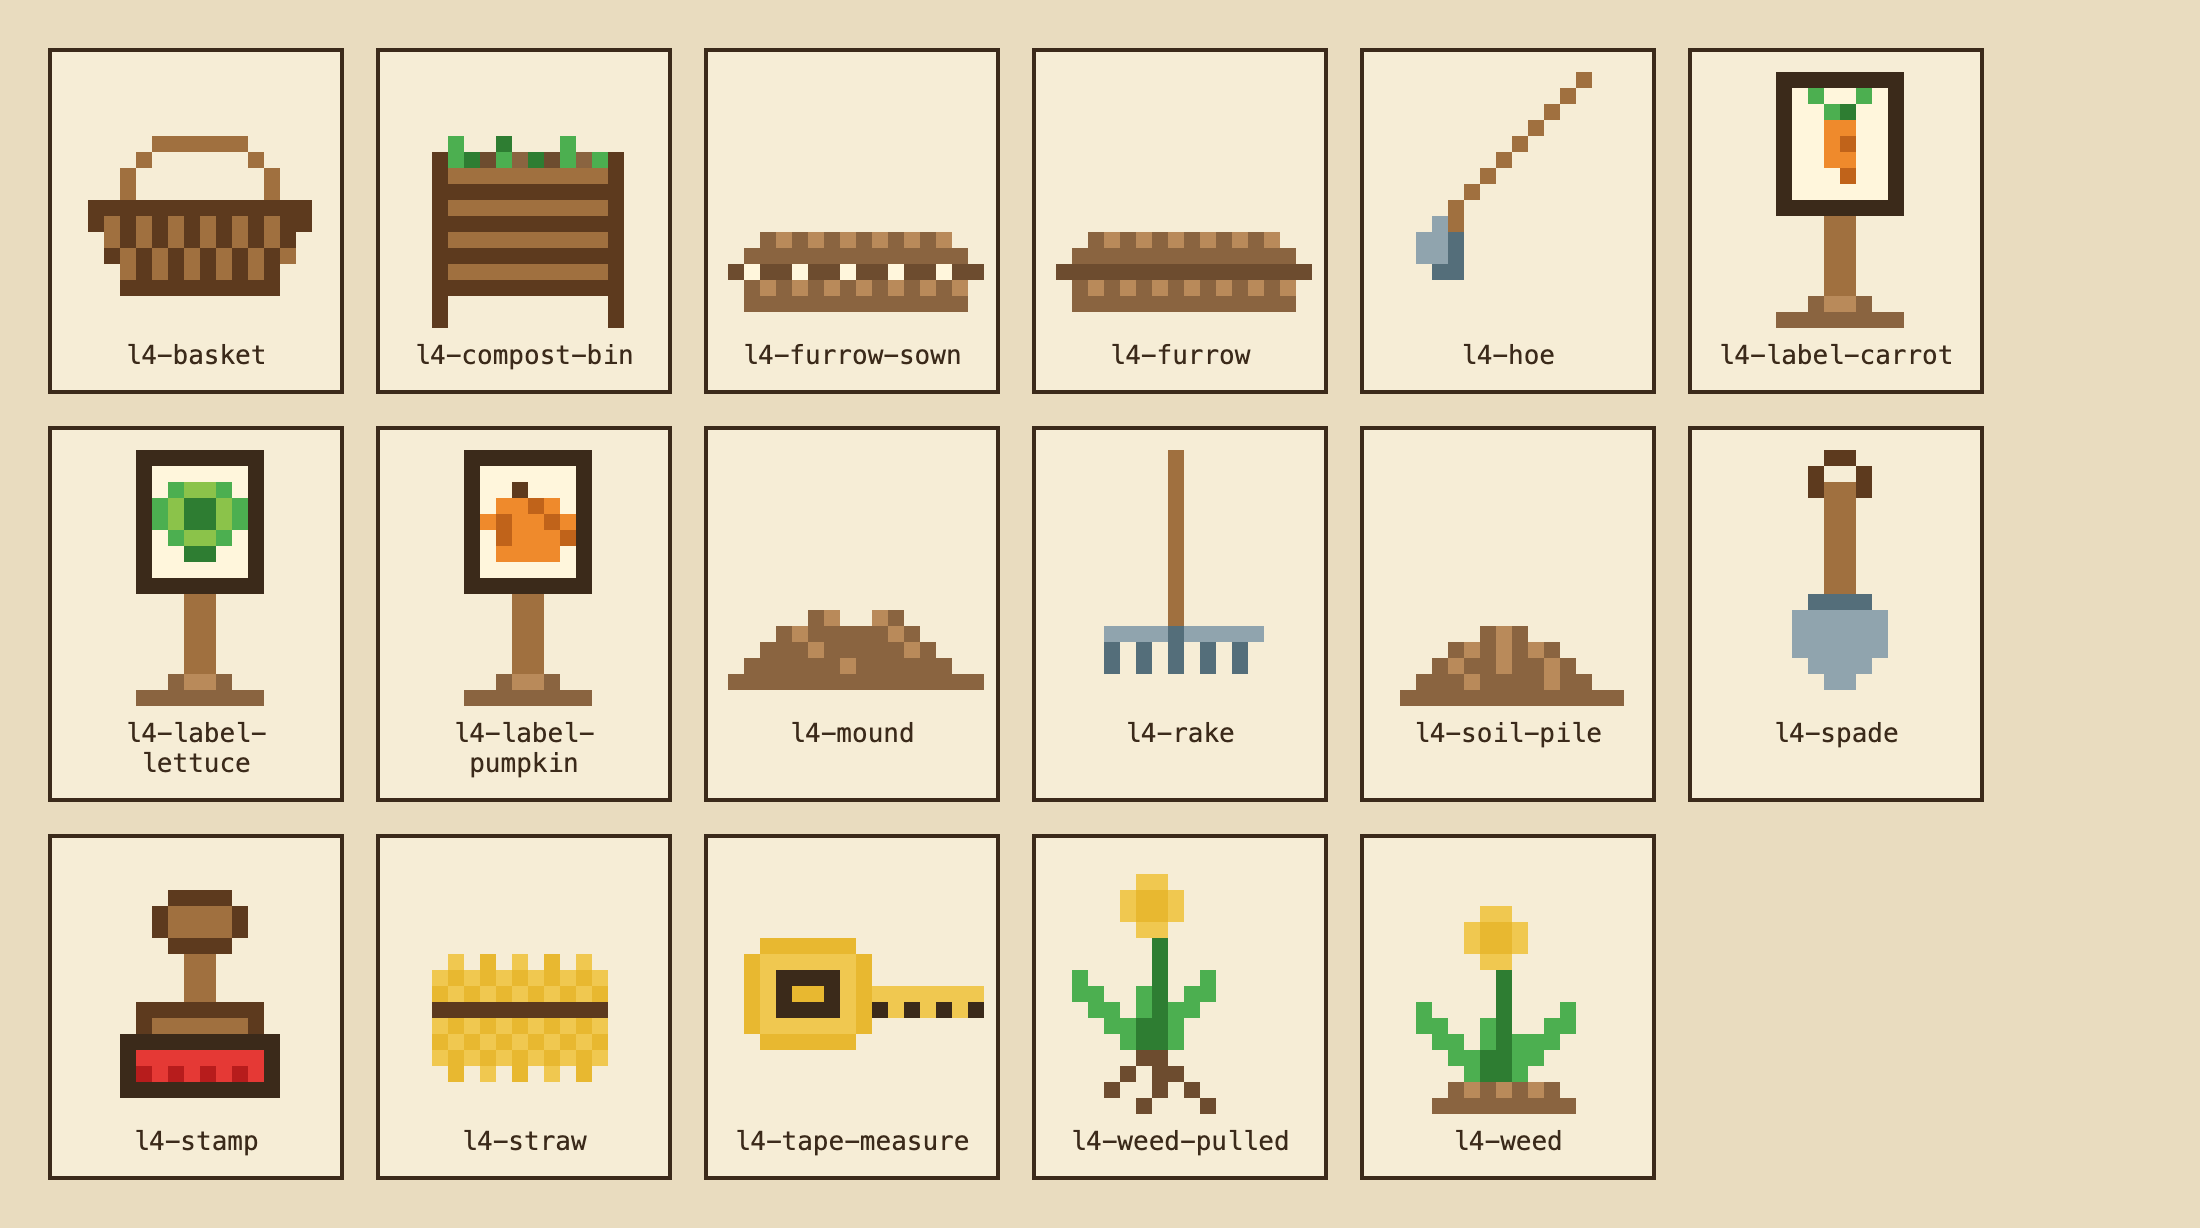 l4-basket
l4-compost-bin
l4-furrow-sown
l4-furrow
l4-hoe
l4-label-carrot
l4-label-
lettuce
l4-label-
pumpkin
l4-mound
l4-rake
l4-soil-pile
l4-spade
l4-stamp
l4-straw
l4-tape-measure
l4-weed-pulled
l4-weed